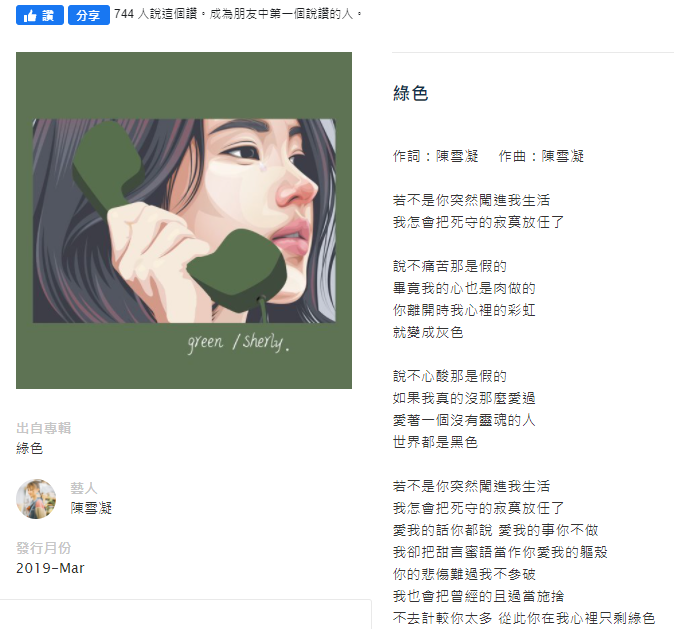 讚 分享 744 人說這個讚。成為朋友中第一個說讚的人。
green /Sherly.
出自專輯
綠色
藝人
陳雪凝
發行月份
2019-Mar
綠色
作詞：陳雪凝 作曲：陳雪凝
若不是你突然闖進我生活
我怎會把死守的寂寞放任了
說不痛苦那是假的
畢竟我的心也是肉做的
你離開時我心裡的彩虹
就變成灰色
說不心酸那是假的
如果我真的沒那麼愛過
愛著一個沒有靈魂的人
世界都是黑色
若不是你突然闖進我生活
我怎會把死守的寂寞放任了
愛我的話你都說 愛我的事你不做
我卻把甜言蜜語當作你愛我的軀殼
你的悲傷難過我不參破
我也會把曾經的且過當施捨
不去計較你太多 從此你在我心裡只剩綠色